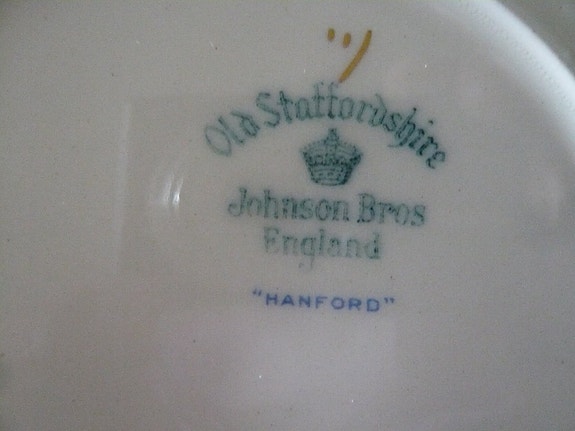 Old Staffordshire
Johnson Bros
England
"HANFORD"